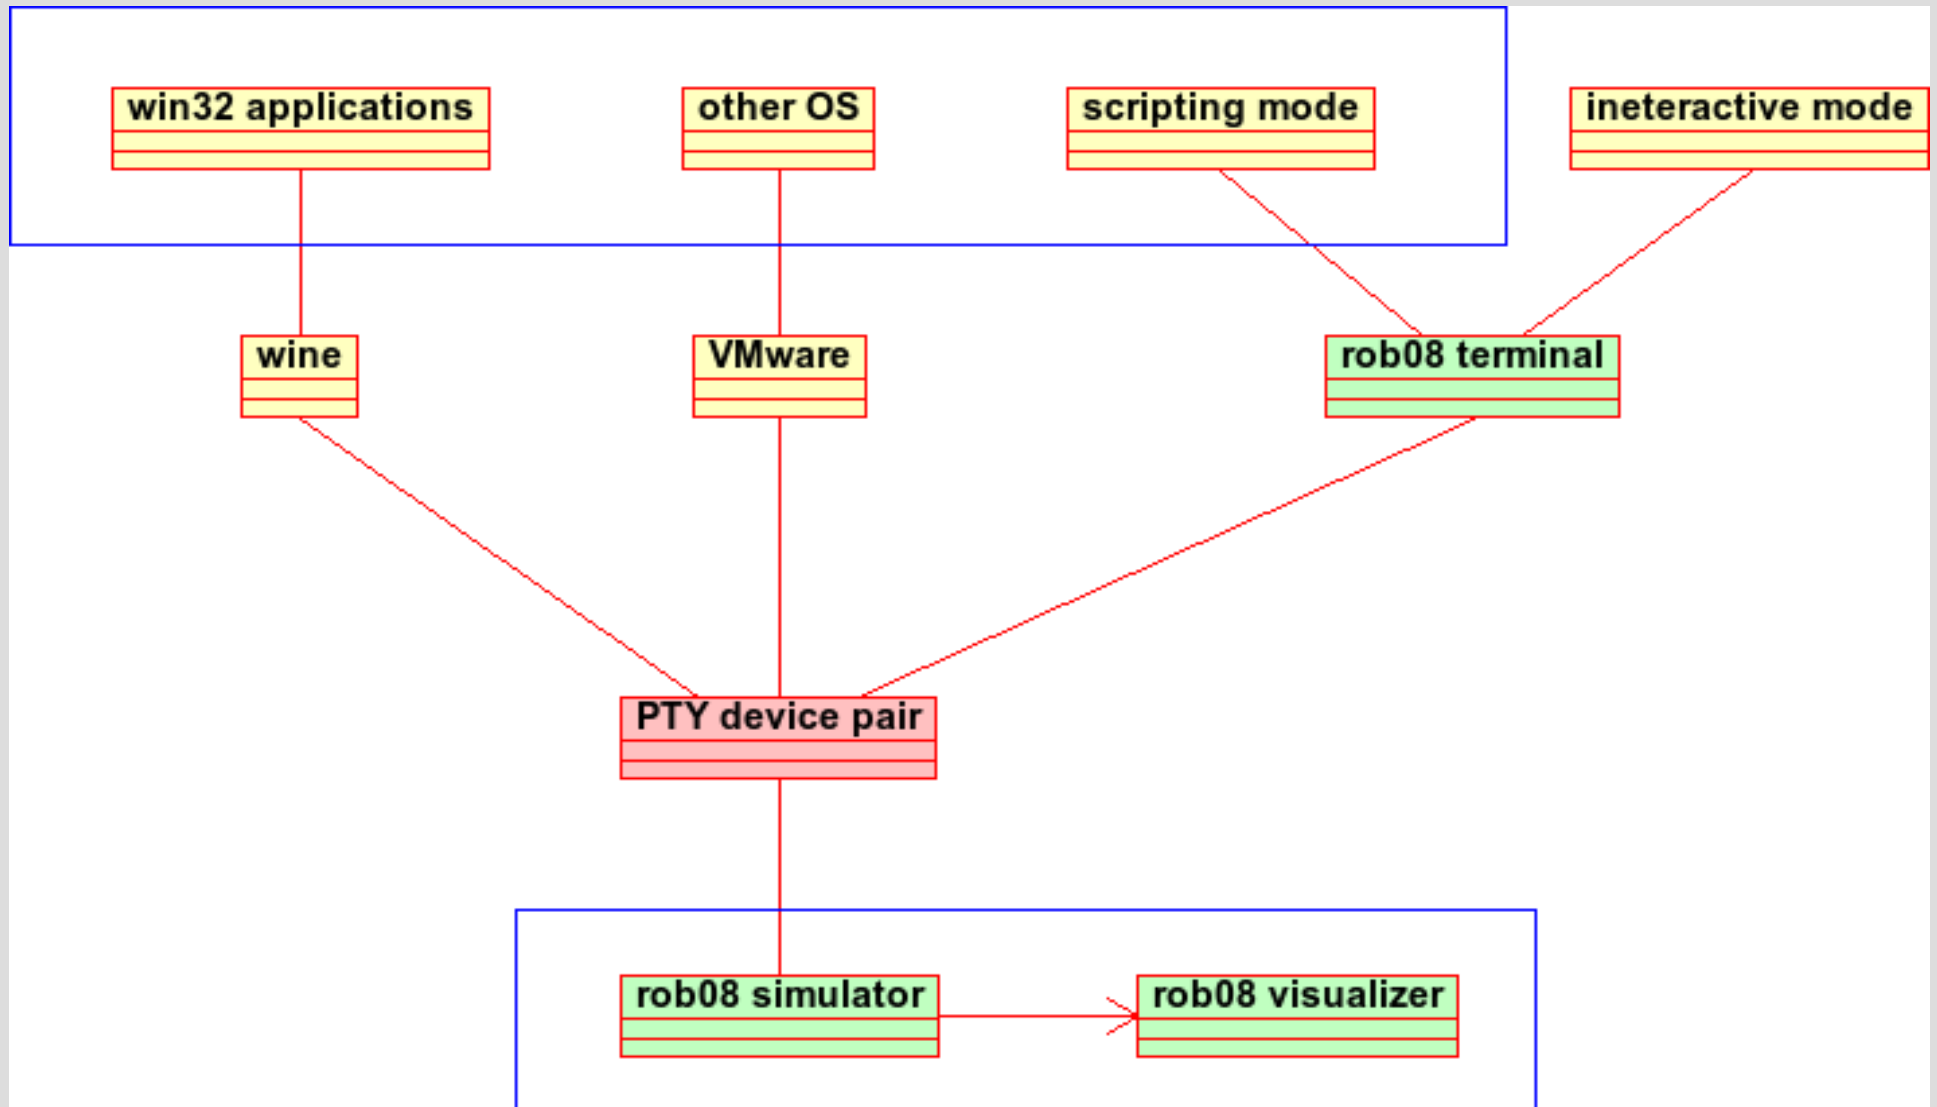 win32 applications
other OS
scripting mode
ineteractive mode
wine
VMware
rob08 terminal
PTY device pair
rob08 simulator
rob08 visualizer